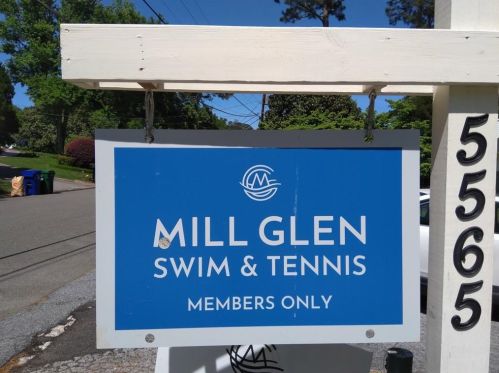 MILL GLEN
SWIM & TENNIS
MEMBERS ONLY
5565